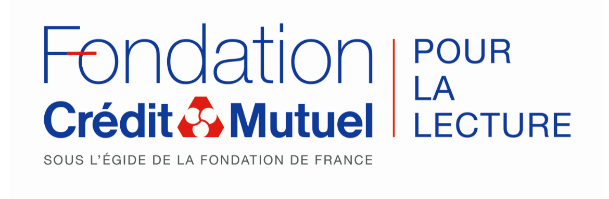 Fondation
Crédit Mutuel
SOUS L'ÉGIDE DE LA FONDATION DE FRANCE
POUR
LA
LECTURE